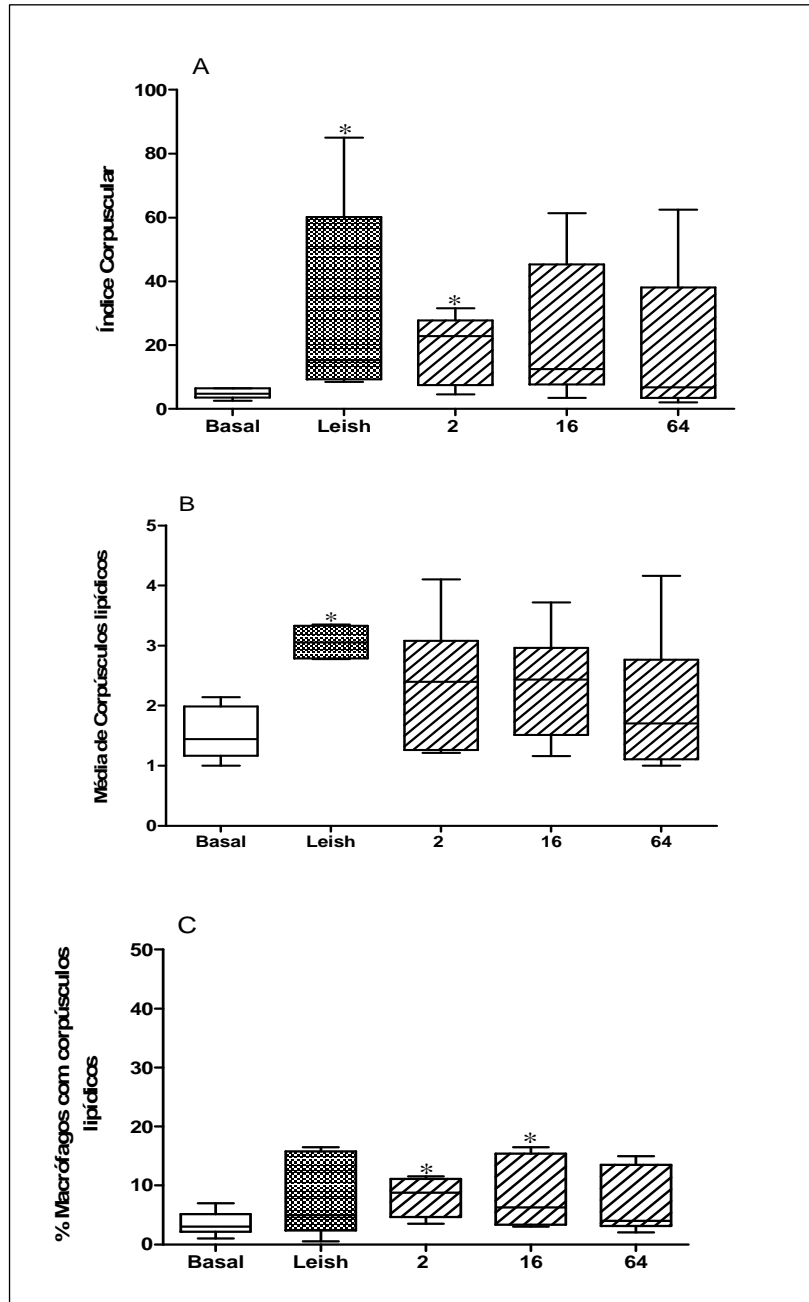 A
100
80
60
40
20
0
Índice Corpuscular
*
*
Basal Leish 2 16 64
B
5
4
3
2
1
0
Média de Corpúsculos lipídicos
*
Basal Leish 2 16 64
C
50
40
30
20
10
0
% Macrófagos com corpúsculos
lipídicos
*
*
Basal Leish 2 16 64